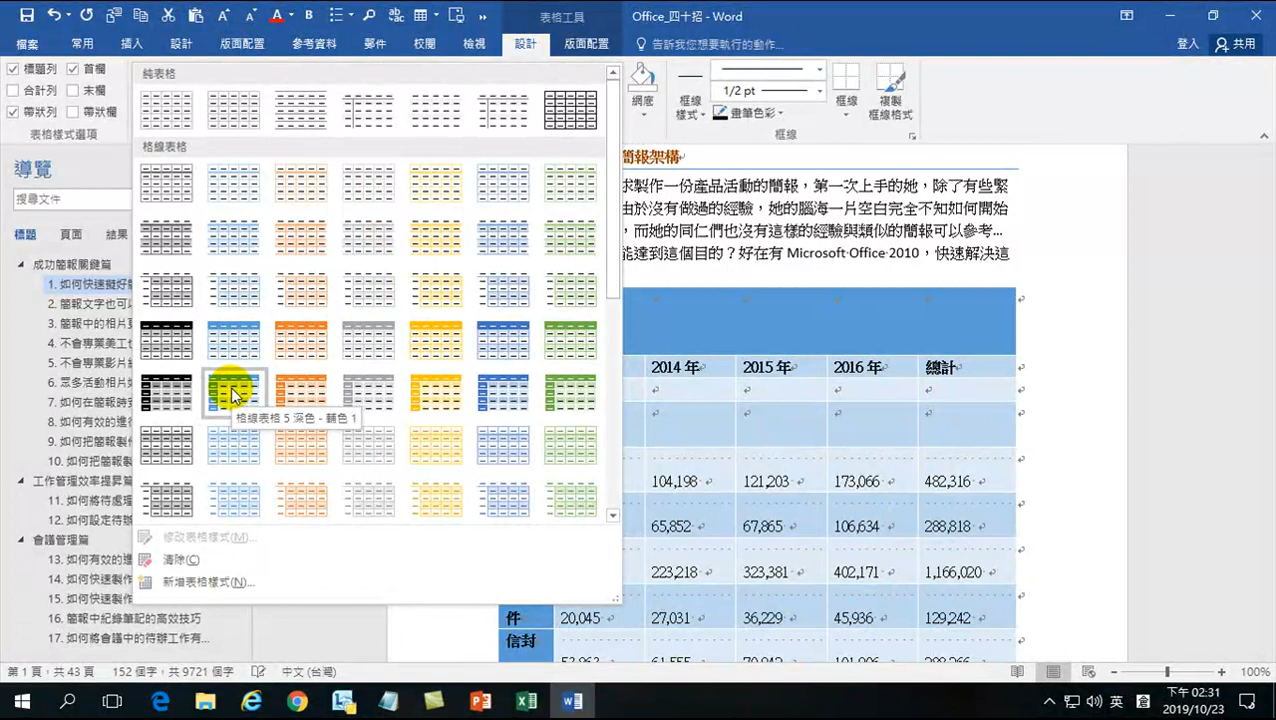 Office_四十招 - Word
表格工具
檔案 常用 插入 設計 版面配置 參考資料 郵件 校閱 檢視 設計 版面配置 告訴我您想要執行的動作... 登入 共用
標題列 首欄
合計列 末欄
帶狀列 帶狀欄
表格樣式選項
純表格
格線表格
格線表格 5 深色 - 輔色 1
修改表格樣式(M)...
清除(C)
新增表格樣式(N)...
網底
框線
樣式
1/2 pt
畫筆色彩
框線
複製
框線格式
框線
導覽
搜尋文件
標題 頁面 結果
成功簡報關鍵篇
1. 如何快速擬好
2. 簡報文字也可
3. 簡報中的相片
4. 不會專業美工也
5. 不會專業影片
6. 眾多活動相片
7. 如何在簡報時
8. 如何有效的進
9. 如何把簡報製
10. 如何把簡報製
工作管理效率提昇篇
11. 如何將待處理
12. 如何設定待辦
會議管理篇
13. 如何有效的進
14. 如何快速製作
15. 如何快速製
16. 簡報中紀錄筆記的高效技巧
17. 如何將會議中的待辦工作有...
簡報架構
求製作一份產品活動的簡報，第一次上手的她，除了有些緊
由於沒有做過的經驗，她的腦海一片空白完全不知如何開始
，而她的同仁們也沒有這樣的經驗與類似的簡報可以參考...
能達到這個目的？好在有 Microsoft Office 2010，快速解決這
2014 年 2015 年 2016 年 總計
104,198 121,203 173,066 482,316
65,852 67,865 106,634 288,818
223,218 323,381 402,171 1,166,020
件 20,045 27,031 36,229 45,936 129,242
信封
第 1 頁，共 43 頁 152 個字，共 9721 個字 中文 (台灣) 100%
英
下午 02:31
2019/10/23